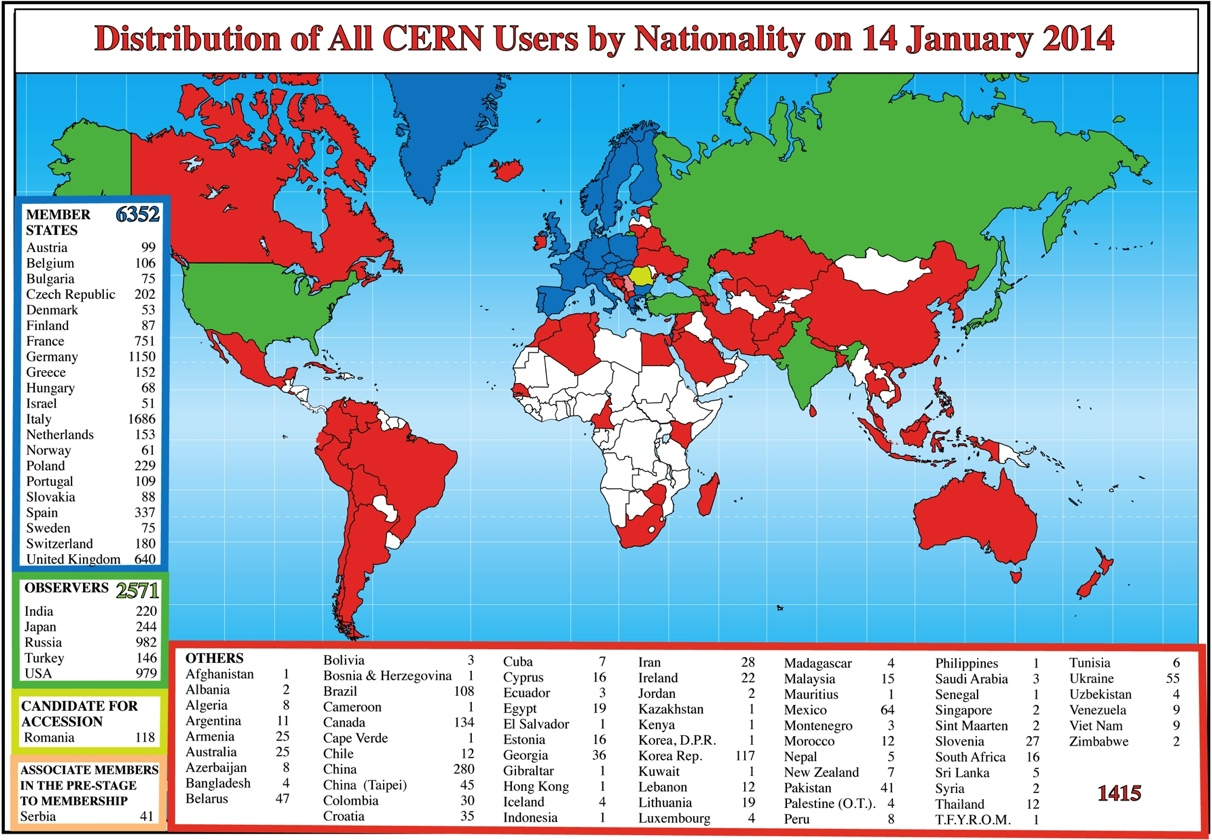 Distribution of All CERN Users by Nationality on 14 January 2014
MEMBER STATES 6352
Austria 99
Belgium 106
Bulgaria 75
Czech Republic 202
Denmark 53
Finland 87
France 751
Germany 1150
Greece 152
Hungary 68
Israel 51
Italy 1686
Netherlands 153
Norway 61
Poland 229
Portugal 109
Slovakia 88
Spain 337
Sweden 75
Switzerland 180
United Kingdom 640
OBSERVERS 2571
India 220
Japan 244
Russia 982
Turkey 146
USA 979
CANDIDATE FOR
ACCESSION
Romania 118
ASSOCIATE MEMBERS
IN THE PRE-STAGE
TO MEMBERSHIP
Serbia 41
OTHERS
Afghanistan 1
Albania 2
Algeria 8
Argentina 11
Armenia 25
Australia 25
Azerbaijan 8
Bangladesh 4
Belarus 47
Bolivia 3
Bosnia & Herzegovina 1
Brazil 108
Cameroon 1
Canada 134
Cape Verde 1
Chile 12
China 280
China (Taipei) 45
Colombia 30
Croatia 35
Cuba 7
Cyprus 16
Ecuador 3
Egypt 19
El Salvador 1
Estonia 16
Georgia 36
Gibraltar 1
Hong Kong 1
Iceland 4
Indonesia 1
Iran 28
Ireland 22
Jordan 2
Kazakhstan 1
Kenya 1
Korea, D.P.R. 1
Korea Rep. 117
Kuwait 1
Lebanon 12
Lithuania 19
Luxembourg 4
Madagascar 4
Malaysia 15
Mauritius 1
Mexico 64
Montenegro 3
Morocco 12
Nepal 5
New Zealand 7
Pakistan 41
Palestine (O.T.). 4
Peru 8
Philippines 1
Saudi Arabia 3
Senegal 1
Singapore 2
Sint Maarten 2
Slovenia 27
South Africa 16
Sri Lanka 5
Syria 2
Thailand 12
T.F.Y.R.O.M. 1
Tunisia 6
Ukraine 55
Uzbekistan 4
Venezuela 9
Viet Nam 9
Zimbabwe 2
1415